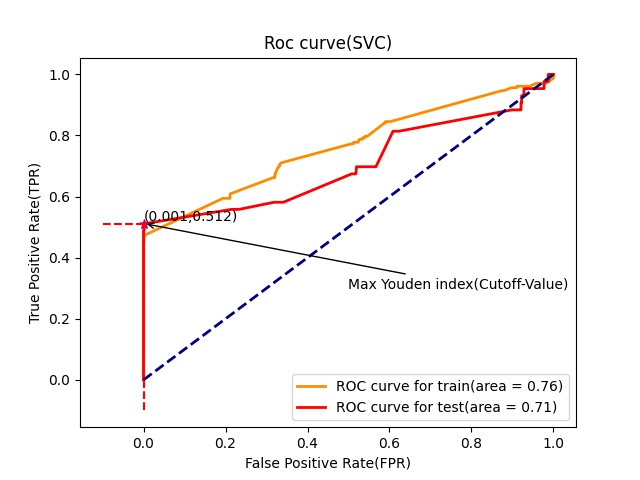 Roc curve(SVC)
True Positive Rate(TPR)
1.0
0.8
0.6
0.4
0.2
0.0
(0.001,0.512)
Max Youden index(Cutoff-Value)
ROC curve for train(area = 0.76)
ROC curve for test(area = 0.71)
0.0 0.2 0.4 0.6 0.8 1.0
False Positive Rate(FPR)